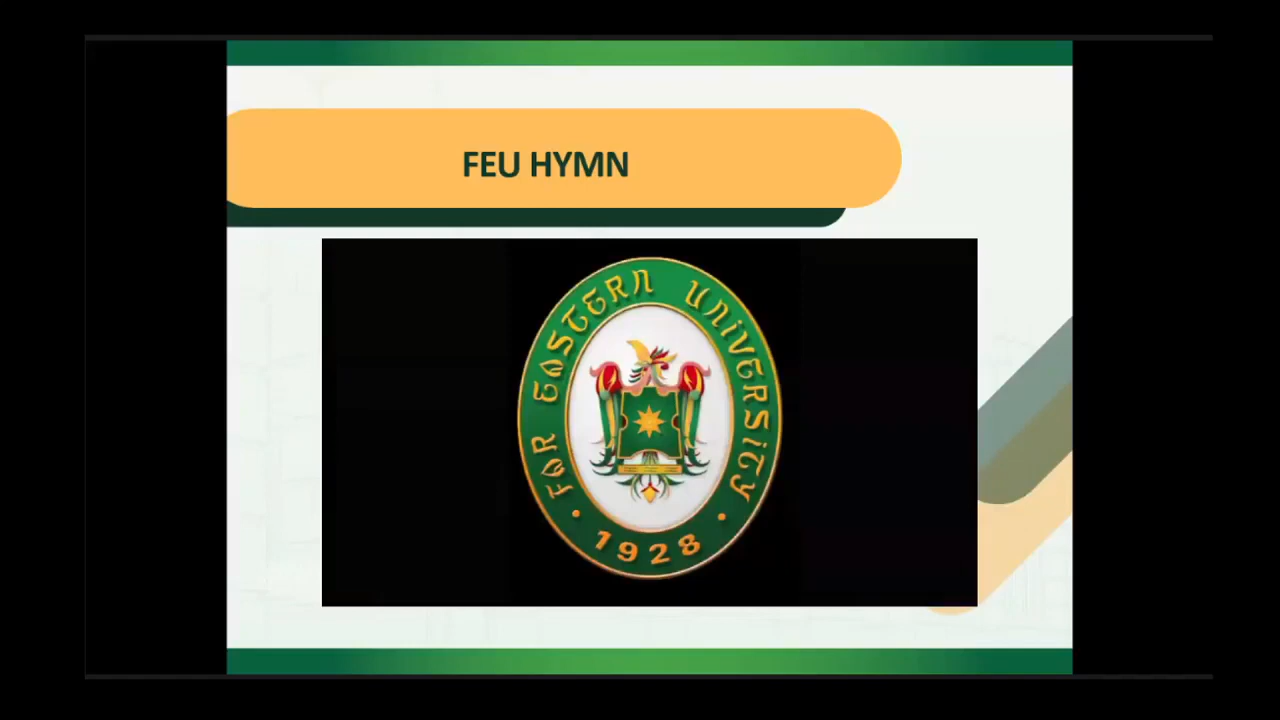 FEU HYMN
FAR EASTERN UNIVERSITY
• 1928 •